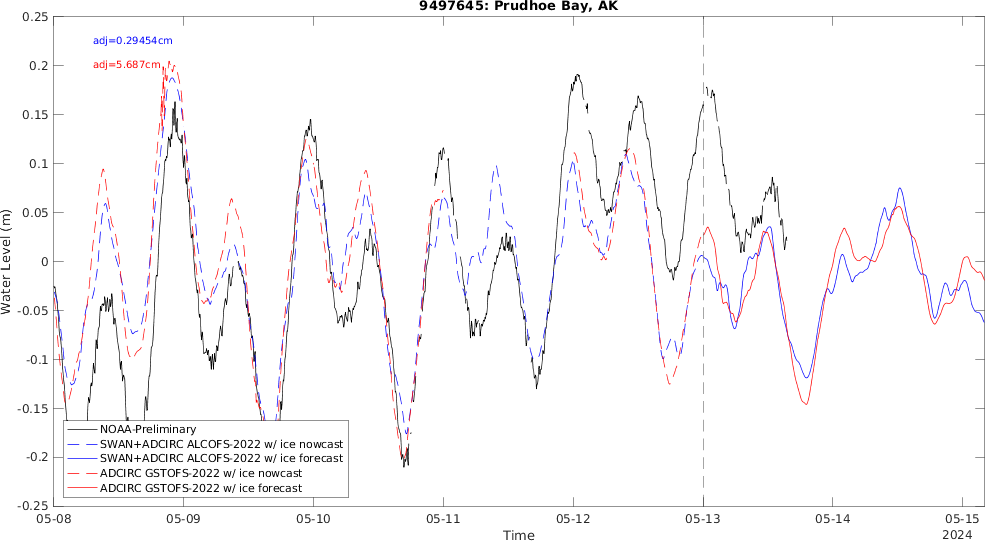 9497645: Prudhoe Bay, AK
adj=0.29454cm
adj=5.687cm
0.25
0.2
0.15
0.1
0.05
0
-0.05
-0.1
-0.15
-0.2
-0.25
Water Level (m)
NOAA-Preliminary
SWAN+ADCIRC ALCOFS-2022 w/ ice nowcast
SWAN+ADCIRC ALCOFS-2022 w/ ice forecast
ADCIRC GSTOFS-2022 w/ ice nowcast
ADCIRC GSTOFS-2022 w/ ice forecast
05-08 05-09 05-10 05-11 05-12 05-13 05-14 05-15
Time
2024